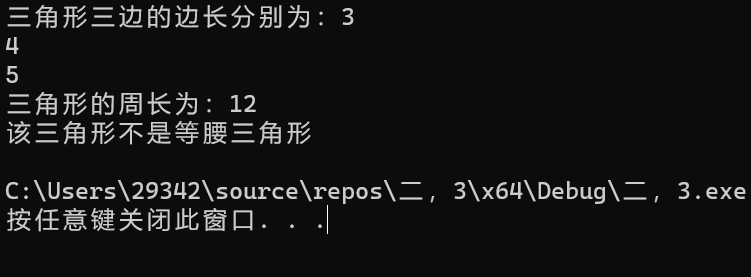 三角形三边的边长分别为：3
4
5
三角形的周长为：12
该三角形不是等腰三角形
C:\Users\29342\source\repos\二，3\x64\Debug\二，3.exe
按任意键关闭此窗口. . .